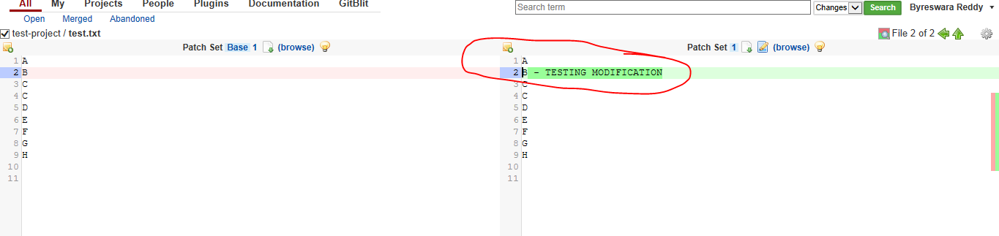 All My Projects People Plugins Documentation GitBlit Search term Changes Search Byreswara Reddy
Open Merged Abandoned
test-project / test.txt File 2 of 2
Patch Set Base 1 (browse) Patch Set 1 (browse)
1 A 1 A
2 B 2 B - TESTING MODIFICATION
3 C 3 C
4 C 4 C
5 D 5 D
6 E 6 E
7 F 7 F
8 G 8 G
9 H 9 H
10 10
11 11